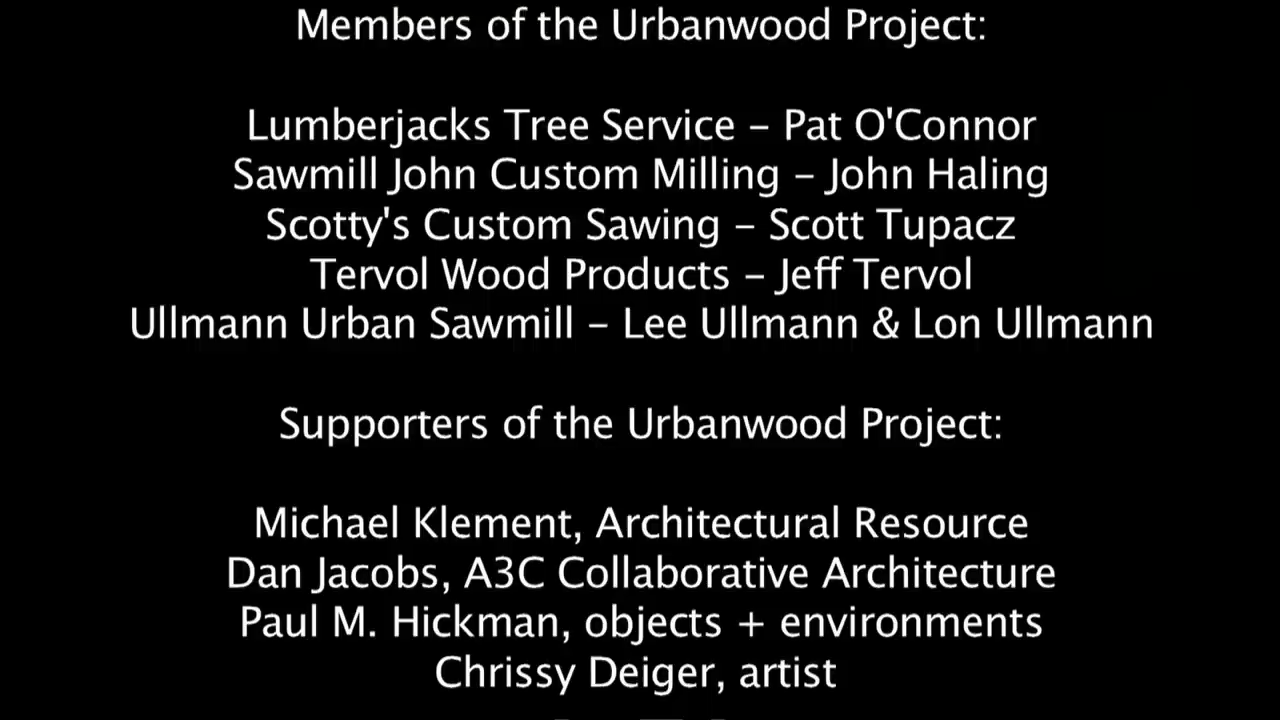 Members of the Urbanwood Project:
Lumberjacks Tree Service – Pat O'Connor
Sawmill John Custom Milling – John Haling
Scotty's Custom Sawing – Scott Tupacz
Tervol Wood Products – Jeff Tervol
Ullmann Urban Sawmill – Lee Ullmann & Lon Ullmann
Supporters of the Urbanwood Project:
Michael Klement, Architectural Resource
Dan Jacobs, A3C Collaborative Architecture
Paul M. Hickman, objects + environments
Chrissy Deiger, artist